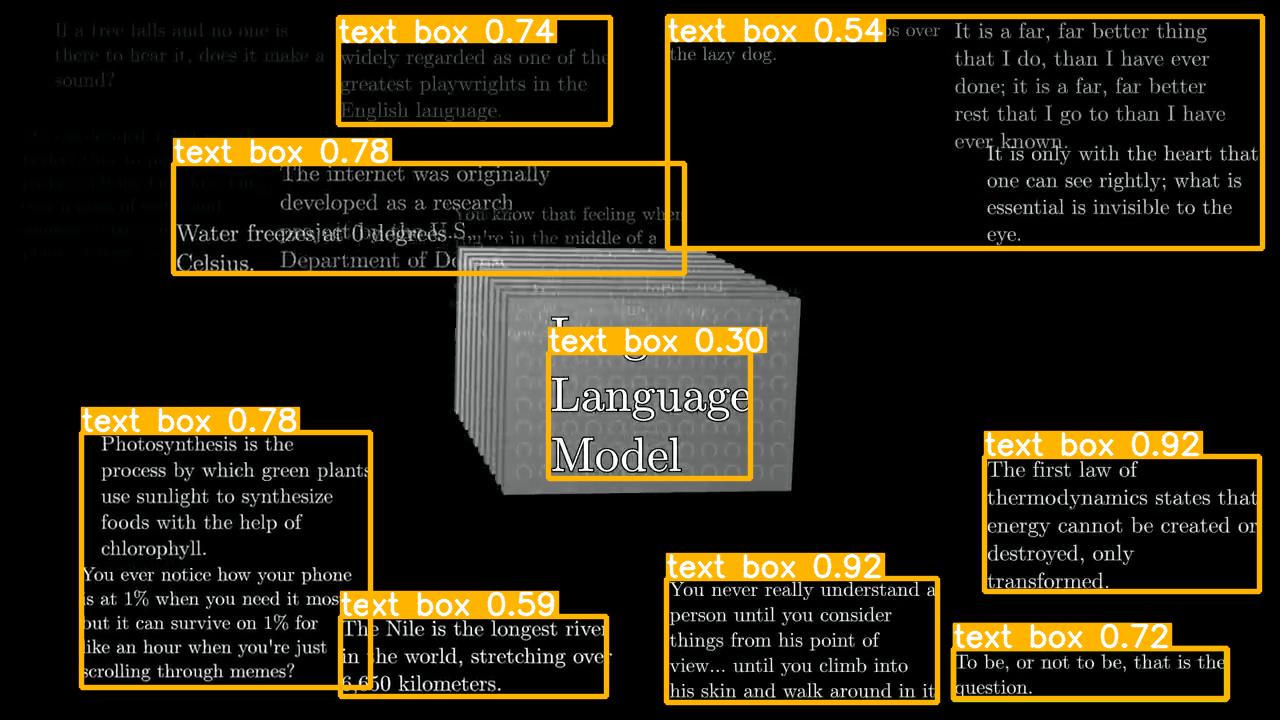 If a tree falls and no one is
there to hear it, does it make a
sound?
text box 0.74
widely regarded as one of the
greatest playwrights in the
English language.
text box 0.54
over
the lazy dog.
It is a far, far better thing
that I do, than I have ever
done; it is a far, far better
rest that I go to than I have
ever known.
It is only with the heart that
one can see rightly; what is
essential is invisible to the
eye.
text box 0.78
The internet was originally
developed as a research
project by the U.S.
Department of
Water freezes at 0 degrees
Celsius.
You know that feeling when
you're in the middle of a
text box 0.30
Language
Model
text box 0.78
Photosynthesis is the
process by which green plants
use sunlight to synthesize
foods with the help of
chlorophyll.
You ever notice how your phone
is at 1% when you need it most
but it can survive on 1% for
like an hour when you're just
scrolling through memes?
text box 0.59
The Nile is the longest river
in the world, stretching over
6,650 kilometers.
text box 0.92
You never really understand a
person until you consider
things from his point of
view... until you climb into
his skin and walk around in it
text box 0.92
The first law of
thermodynamics states that
energy cannot be created or
destroyed, only
transformed.
text box 0.72
To be, or not to be, that is the
question.